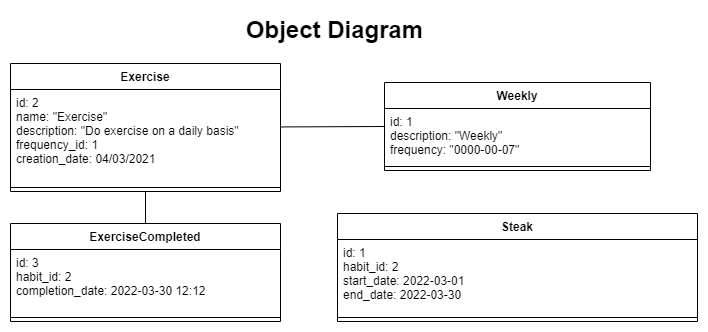 Object Diagram
Exercise
id: 2
name: "Exercise"
description: "Do exercise on a daily basis"
frequency_id: 1
creation_date: 04/03/2021
Weekly
id: 1
description: "Weekly"
frequency: "0000-00-07"
ExerciseCompleted
id: 3
habit_id: 2
completion_date: 2022-03-30 12:12
Steak
id: 1
habit_id: 2
start_date: 2022-03-01
end_date: 2022-03-30